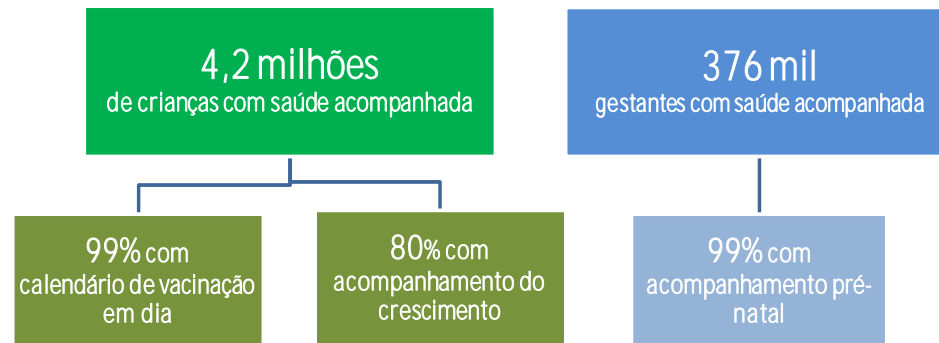 4,2 milhões
de crianças com saúde acompanhada
376 mil
gestantes com saúde acompanhada
99% com
calendário de vacinação
em dia
80% com
acompanhamento do
crescimento
99% com
acompanhamento pré-
natal